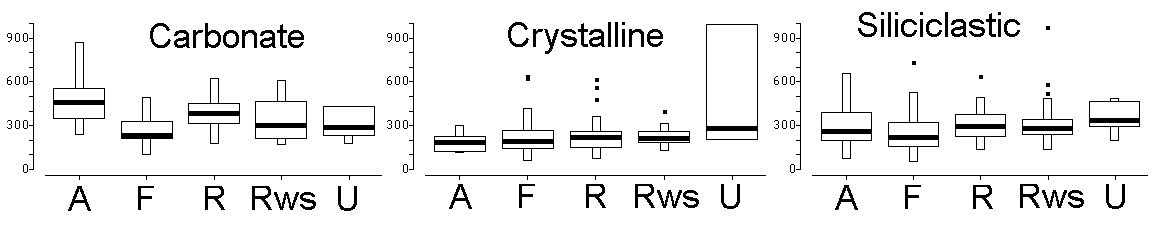 Carbonate
900
600
300
0
A F R Rws U
Crystalline
900
600
300
0
A F R Rws U
Siliciclastic
900
600
300
0
A F R Rws U